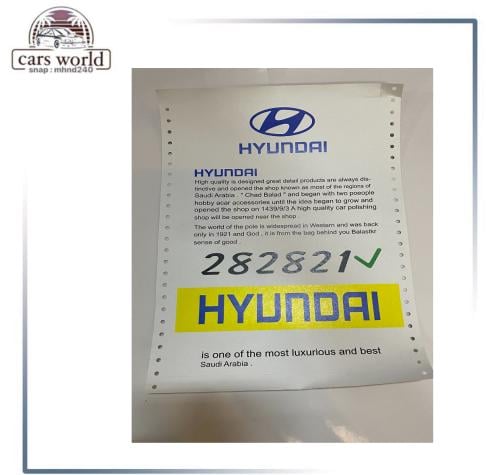 cars world
snap : mhnd240
HYUNDAI
HYUNDAI
High quality is designed great detail products are always dis-
tinctive and opened the shop known as most of the regions of
Saudi Arabia . " Chad Balad " and began with two poeople
hobby acar accessories until the idea began to grow and
opened the shop on 1439/9/3 A high quality car polishing
shop will be opened near the shop .
The world of the pole is widespread in Western and was back
only in 1921 and God , it is from the bag behind you Balastkr
sense of good .
282821✓
HYUNDAI
is one of the most luxurious and best
Saudi Arabia .